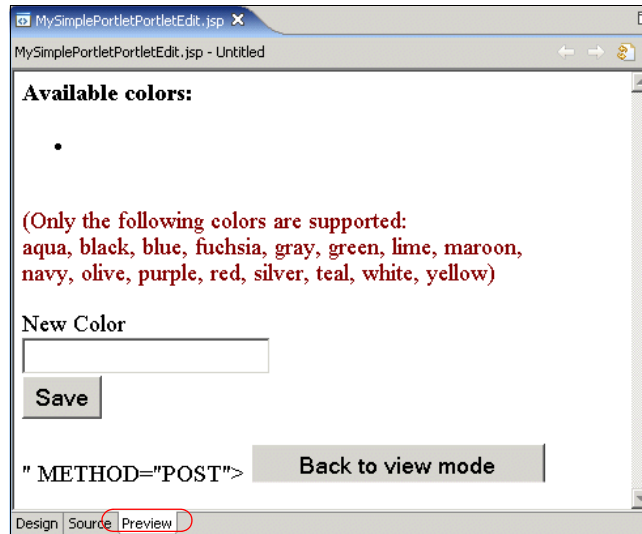 MySimplePortletPortletEdit.jsp
MySimplePortletPortletEdit.jsp - Untitled
Available colors:
(Only the following colors are supported:
aqua, black, blue, fuchsia, gray, green, lime, maroon,
navy, olive, purple, red, silver, teal, white, yellow)
New Color
Save
" METHOD="POST"> Back to view mode
Design Source Preview